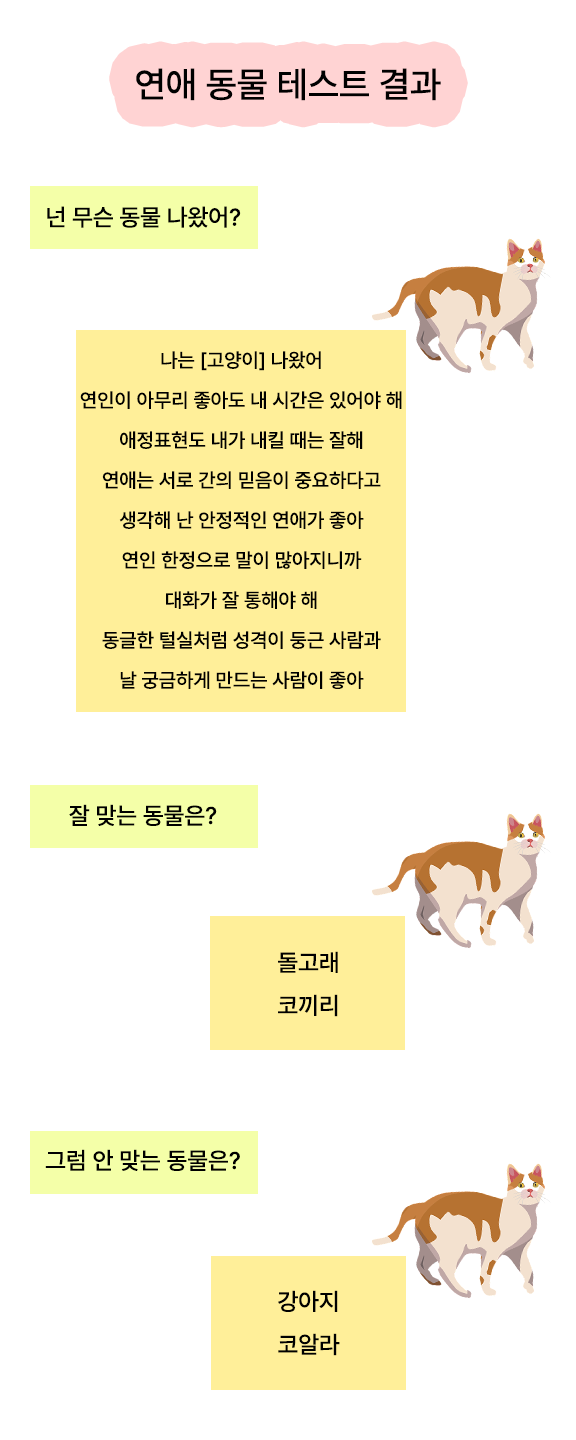 연애 동물 테스트 결과
넌 무슨 동물 나왔어?
나는 [고양이] 나왔어
연인이 아무리 좋아도 내 시간은 있어야 해
애정표현도 내가 내킬 때는 잘해
연애는 서로 간의 믿음이 중요하다고
생각해 난 안정적인 연애가 좋아
연인 한정으로 말이 많아지니까
대화가 잘 통해야 해
동글한 털실처럼 성격이 둥근 사람과
날 궁금하게 만드는 사람이 좋아
잘 맞는 동물은?
돌고래
코끼리
그럼 안 맞는 동물은?
강아지
코알라